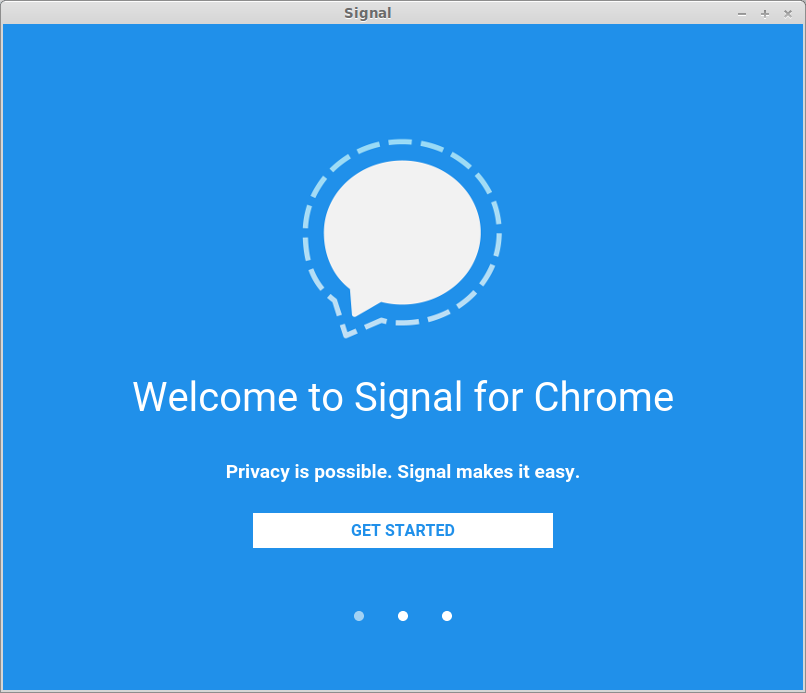 Signal
Welcome to Signal for Chrome
Privacy is possible. Signal makes it easy.
GET STARTED